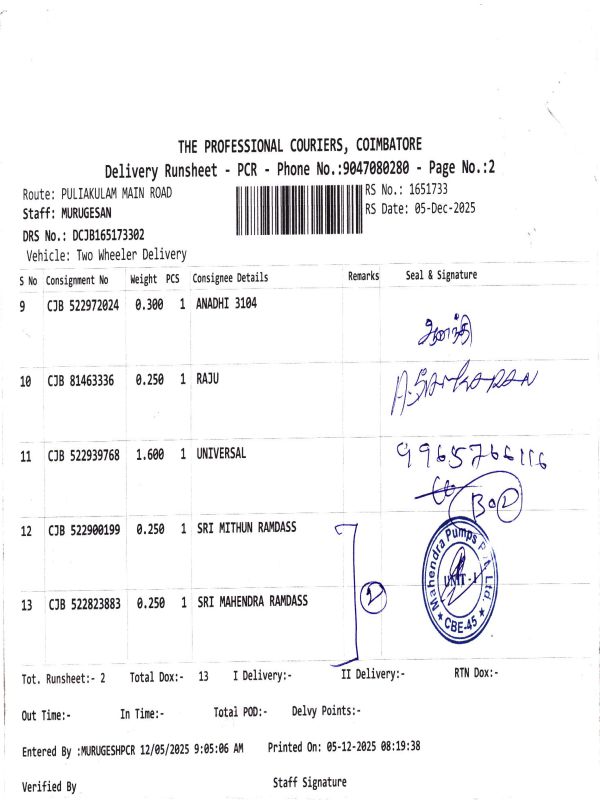 THE PROFESSIONAL COURIERS, COIMBATORE
Delivery Runsheet - PCR - Phone No.:9047080280 - Page No.:2
Route: PULIAKULAM MAIN ROAD RS No.: 1651733
Staff: MURUGESAN RS Date: 05-Dec-2025
DRS No.: DCJB165173302
Vehicle: Two Wheeler Delivery
S No Consignment No Weight PCS Consignee Details Remarks Seal & Signature
9 CJB 522972024 0.300 1 ANADHI 3104
ஆனந்தி
10 CJB 81463336 0.250 1 RAJU A. SANKARAN
11 CJB 522939768 1.600 1 UNIVERSAL 9965766116
12 CJB 522900199 0.250 1 SRI MITHUN RAMDASS
Mahendra Pumps Pvt. Ltd.
UNIT - 1
★ CBE-45 ★
13 CJB 522823883 0.250 1 SRI MAHENDRA RAMDASS 2
Tot. Runsheet:- 2 Total Dox:- 13 I Delivery:- II Delivery:- RTN Dox:-
Out Time:- In Time:- Total POD:- Delvy Points:-
Entered By :MURUGESHPCR 12/05/2025 9:05:06 AM Printed On: 05-12-2025 08:19:38
Verified By Staff Signature